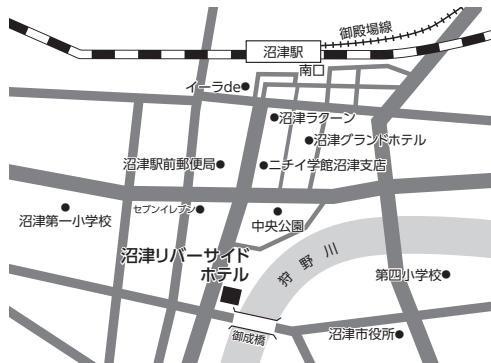 御殿場線
沼津駅
南口
イーラde
沼津ラクーン
沼津グランドホテル
沼津駅前郵便局
ニチイ学館沼津支店
セブンイレブン
沼津第一小学校
中央公園
沼津リバーサイド
ホテル
狩野川
第四小学校
御成橋
沼津市役所